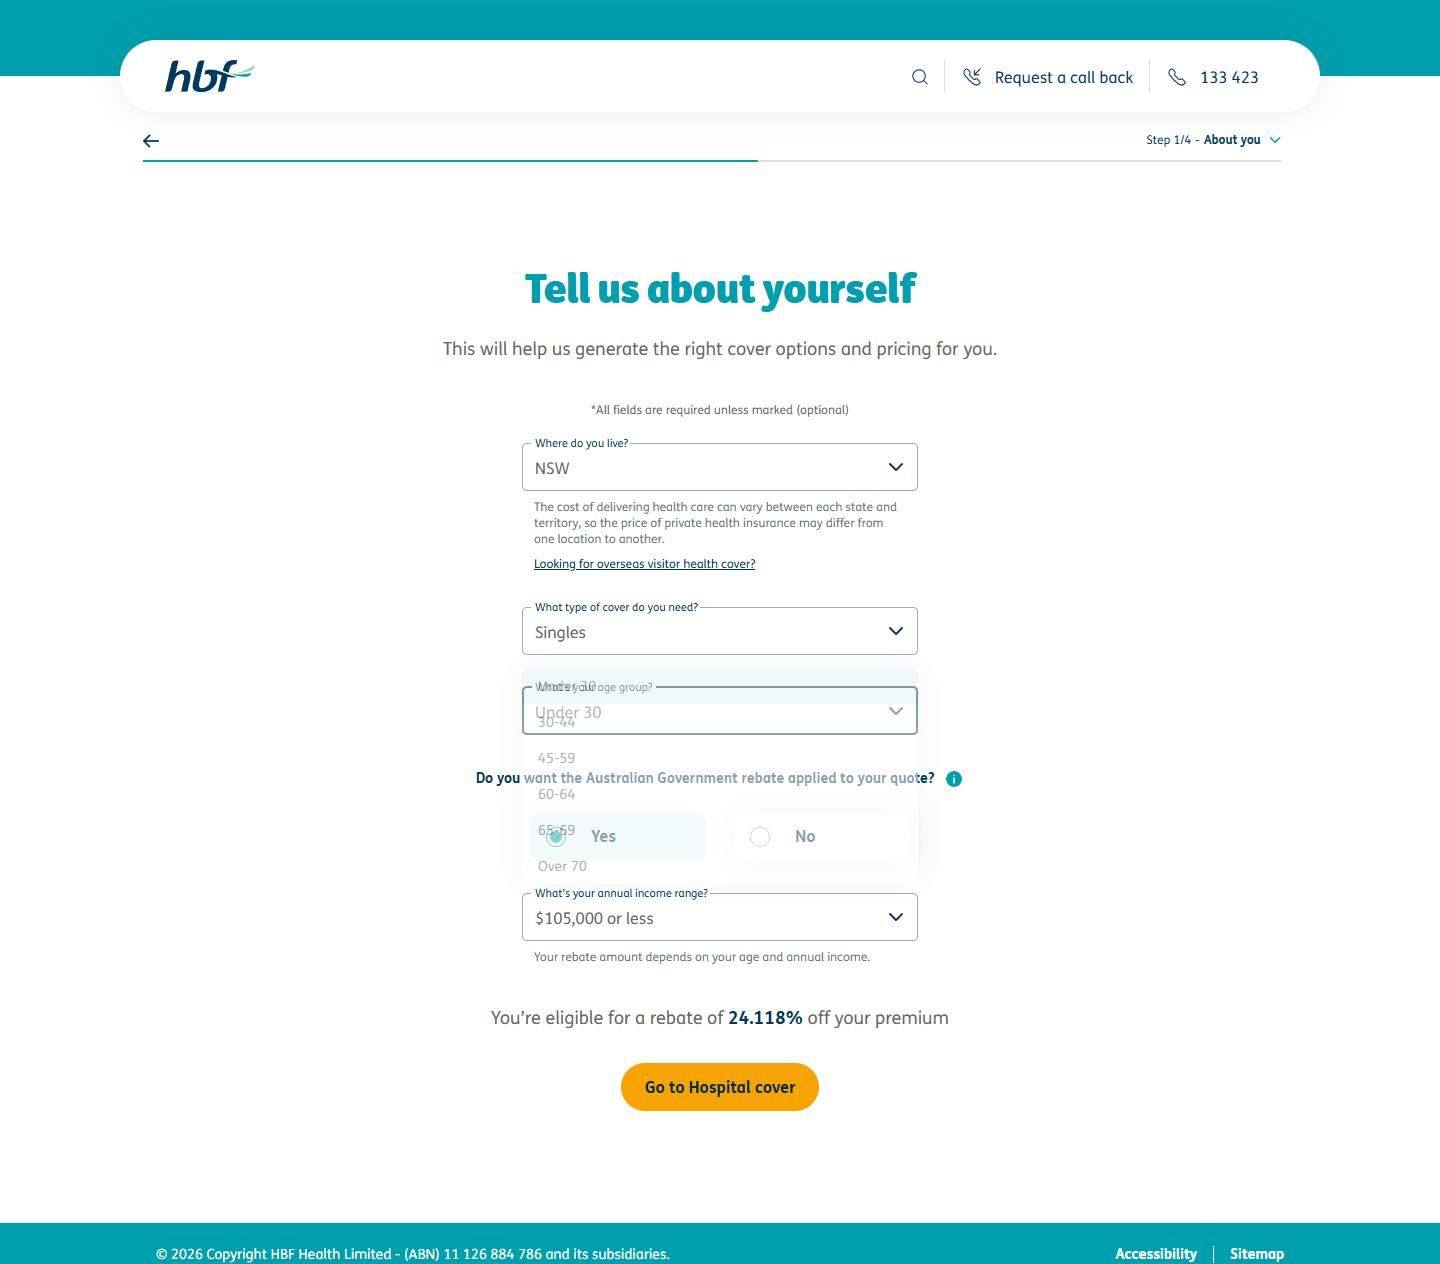 hbf
Request a call back
133 423
Step 1/4 - About you
Tell us about yourself
This will help us generate the right cover options and pricing for you.
*All fields are required unless marked (optional)
Where do you live?
NSW
The cost of delivering health care can vary between each state and
territory, so the price of private health insurance may differ from
one location to another.
Looking for overseas visitor health cover?
What type of cover do you need?
Singles
What's your age group?
Under 30
Under 30
30-44
45-59
Do you want the Australian Government rebate applied to your quote?
60-64
65-69
Yes
No
Over 70
What's your annual income range?
$105,000 or less
Your rebate amount depends on your age and annual income.
You're eligible for a rebate of 24.118% off your premium
Go to Hospital cover
© 2026 Copyright HBF Health Limited - (ABN) 11 126 884 786 and its subsidiaries.
Accessibility
Sitemap